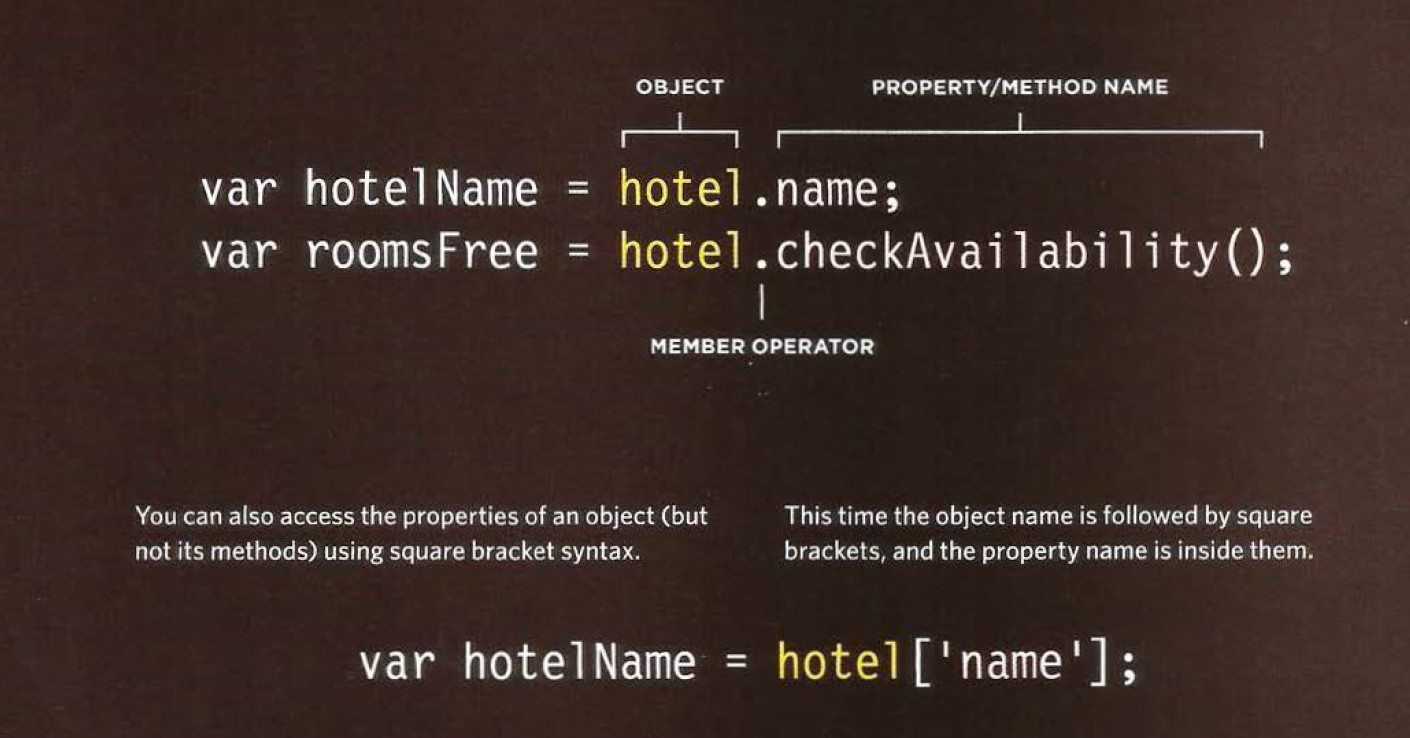 OBJECT PROPERTY/METHOD NAME
var hotelName = hotel.name;
var roomsFree = hotel.checkAvailability();
MEMBER OPERATOR
You can also access the properties of an object (but
not its methods) using square bracket syntax.
This time the object name is followed by square
brackets, and the property name is inside them.
var hotelName = hotel['name'];